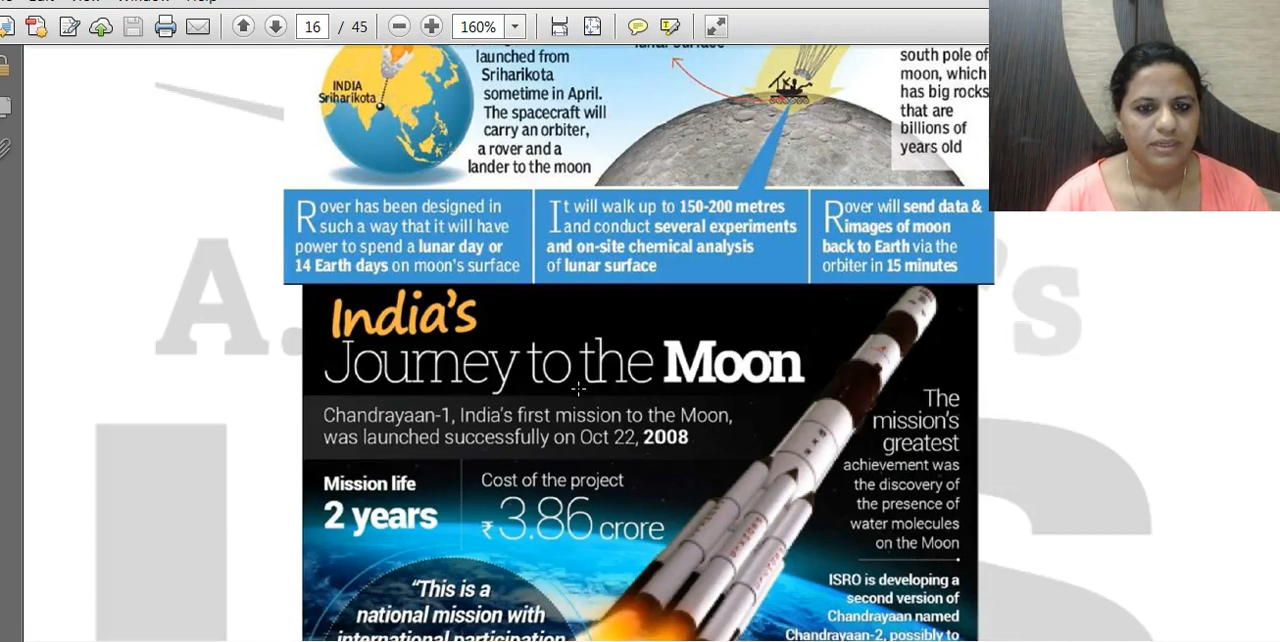 16 / 45
160%
launched from
Sriharikota
sometime in April.
The spacecraft will
carry an orbiter,
a rover and a
lander to the moon
INDIA
Sriharikota
south pole of
moon, which
has big rocks
that are
billions of
years old
Rover has been designed in
such a way that it will have
power to spend a lunar day or
14 Earth days on moon's surface
It will walk up to 150-200 metres
and conduct several experiments
and on-site chemical analysis
of lunar surface
Rover will send data &
images of moon
back to Earth via the
orbiter in 15 minutes
India's
Journey to the Moon
Chandrayaan-1, India's first mission to the Moon,
was launched successfully on Oct 22, 2008
Mission life
2 years
Cost of the project
₹3.86 crore
The
mission's
greatest
achievement was
the discovery of
the presence of
water molecules
on the Moon
"This is a
national mission with
international participation
ISRO is developing a
second version of
Chandrayaan named
Chandrayaan-2, possibly to